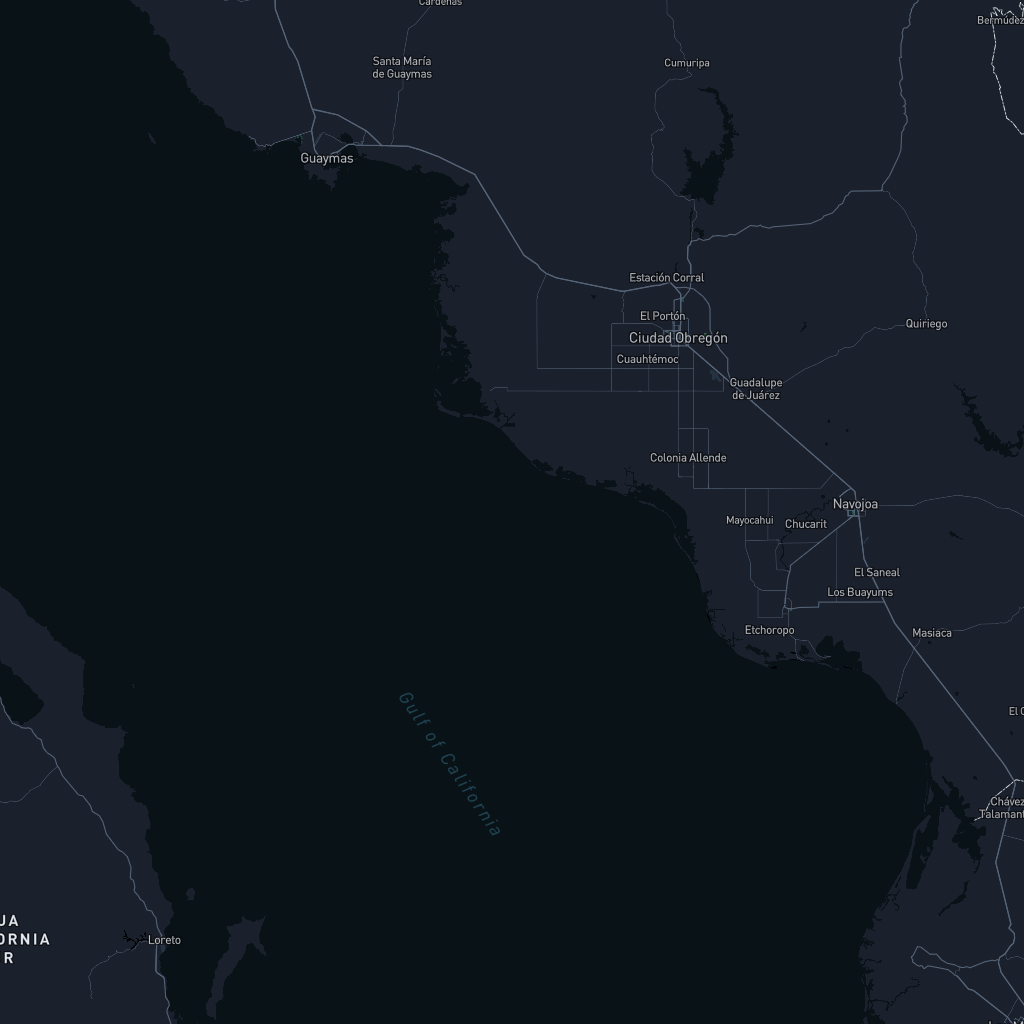 Cárdenas
Bermúdez
Santa María
de Guaymas
Cumuripa
Guaymas
Estación Corral
El Portón
Quiriego
Ciudad Obregón
Cuauhtémoc
Guadalupe
de Juárez
Colonia Allende
Navojoa
Mayocahui
Chucarit
El Saneal
Los Buayums
Etchoropo
Masiaca
El C
Gulf of California
Chávez
Talamant
JA
ORNIA
R
Loreto